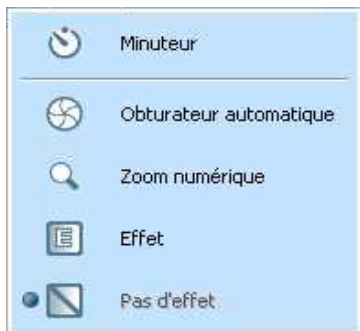 Minuteur
Obturateur automatique
Zoom numérique
Effet
Pas d'effet